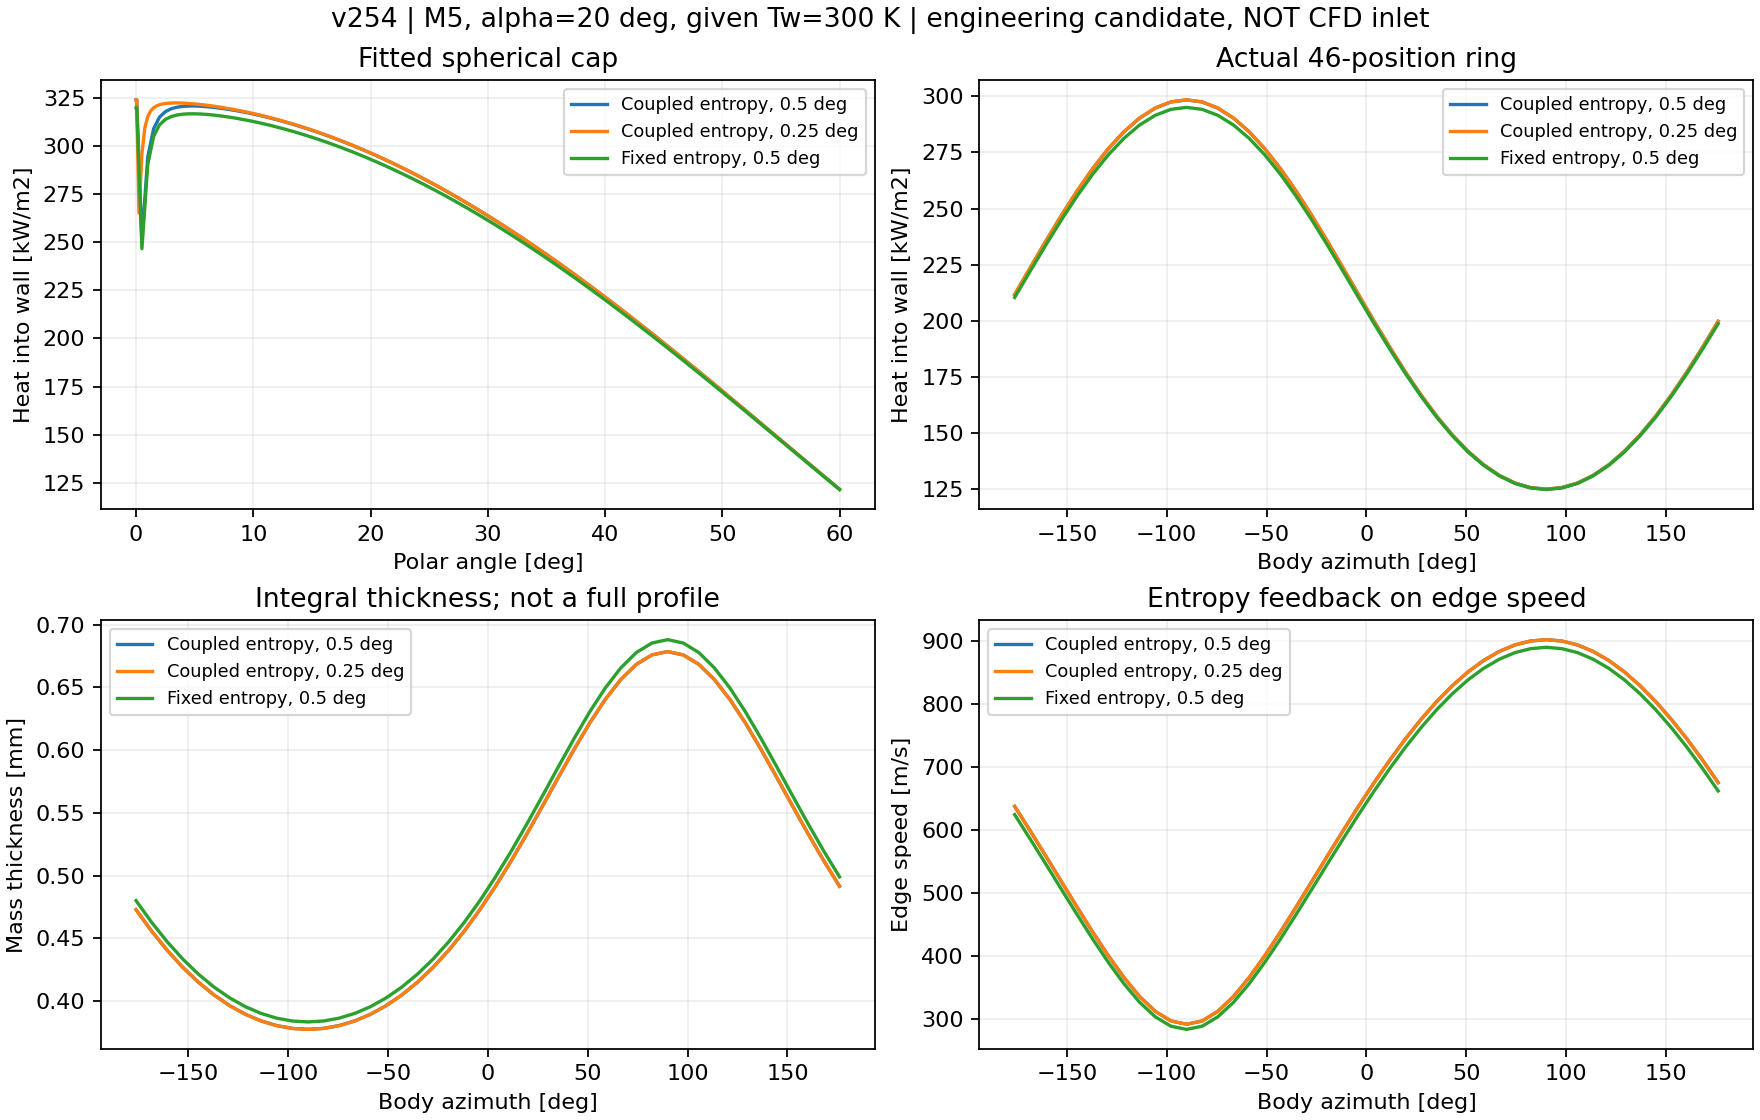 v254 | M5, alpha=20 deg, given Tw=300 K | engineering candidate, NOT CFD inlet
Fitted spherical cap
Heat into wall [kW/m2]
325
300
275
250
225
200
175
150
125
Coupled entropy, 0.5 deg
Coupled entropy, 0.25 deg
Fixed entropy, 0.5 deg
0 10 20 30 40 50 60
Polar angle [deg]
Actual 46-position ring
Heat into wall [kW/m2]
300
275
250
225
200
175
150
125
Coupled entropy, 0.5 deg
Coupled entropy, 0.25 deg
Fixed entropy, 0.5 deg
−150 −100 −50 0 50 100 150
Body azimuth [deg]
Integral thickness; not a full profile
Mass thickness [mm]
0.70
0.65
0.60
0.55
0.50
0.45
0.40
Coupled entropy, 0.5 deg
Coupled entropy, 0.25 deg
Fixed entropy, 0.5 deg
−150 −100 −50 0 50 100 150
Body azimuth [deg]
Entropy feedback on edge speed
Edge speed [m/s]
900
800
700
600
500
400
300
Coupled entropy, 0.5 deg
Coupled entropy, 0.25 deg
Fixed entropy, 0.5 deg
−150 −100 −50 0 50 100 150
Body azimuth [deg]